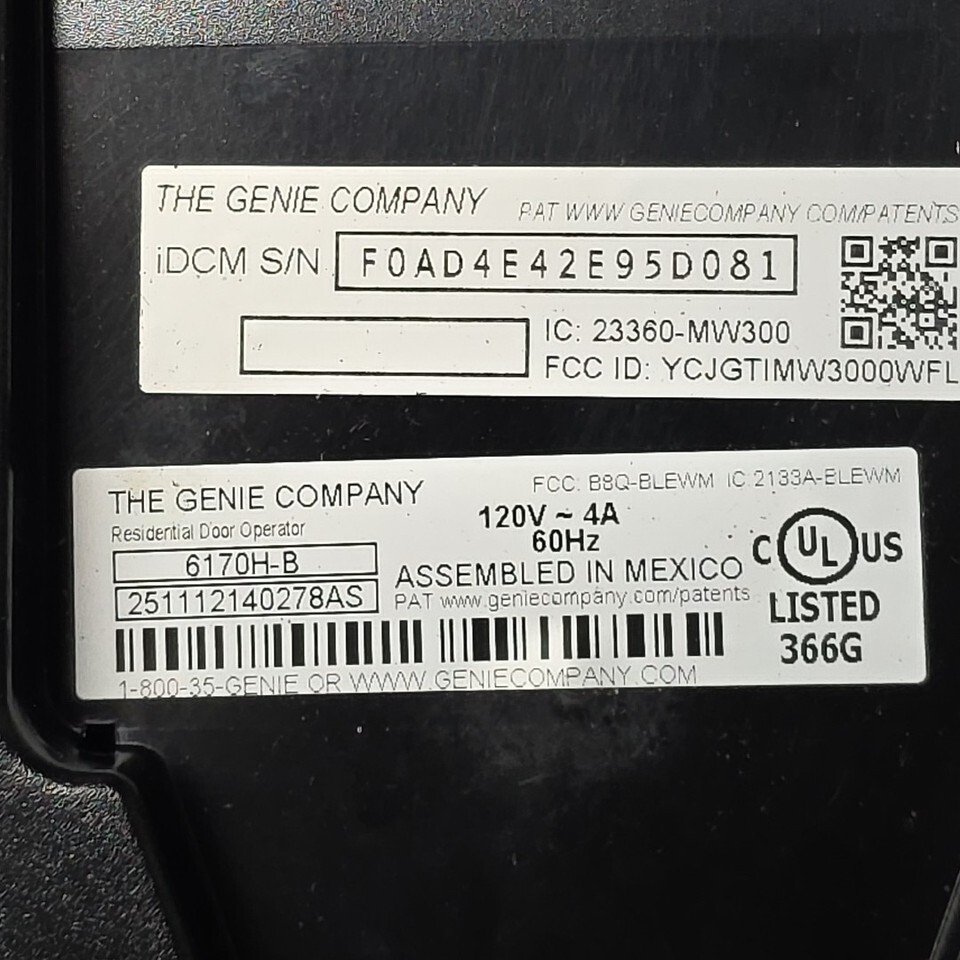 THE GENIE COMPANY PAT WWW GENIECOMPANY COM/PATENTS
iDCM S/N F0AD4E42E95D081
IC: 23360-MW300
FCC ID: YCJGTIMW3000WFL
THE GENIE COMPANY FCC: B8Q-BLEWM IC:2133A-BLEWM
Residential Door Operator
6170H-B
251112140278AS
120V ~ 4A
60Hz
ASSEMBLED IN MEXICO
PAT www.geniecompany.com/patents
C UL US
LISTED
366G
1-800-35-GENIE OR WWW.GENIECOMPANY.COM